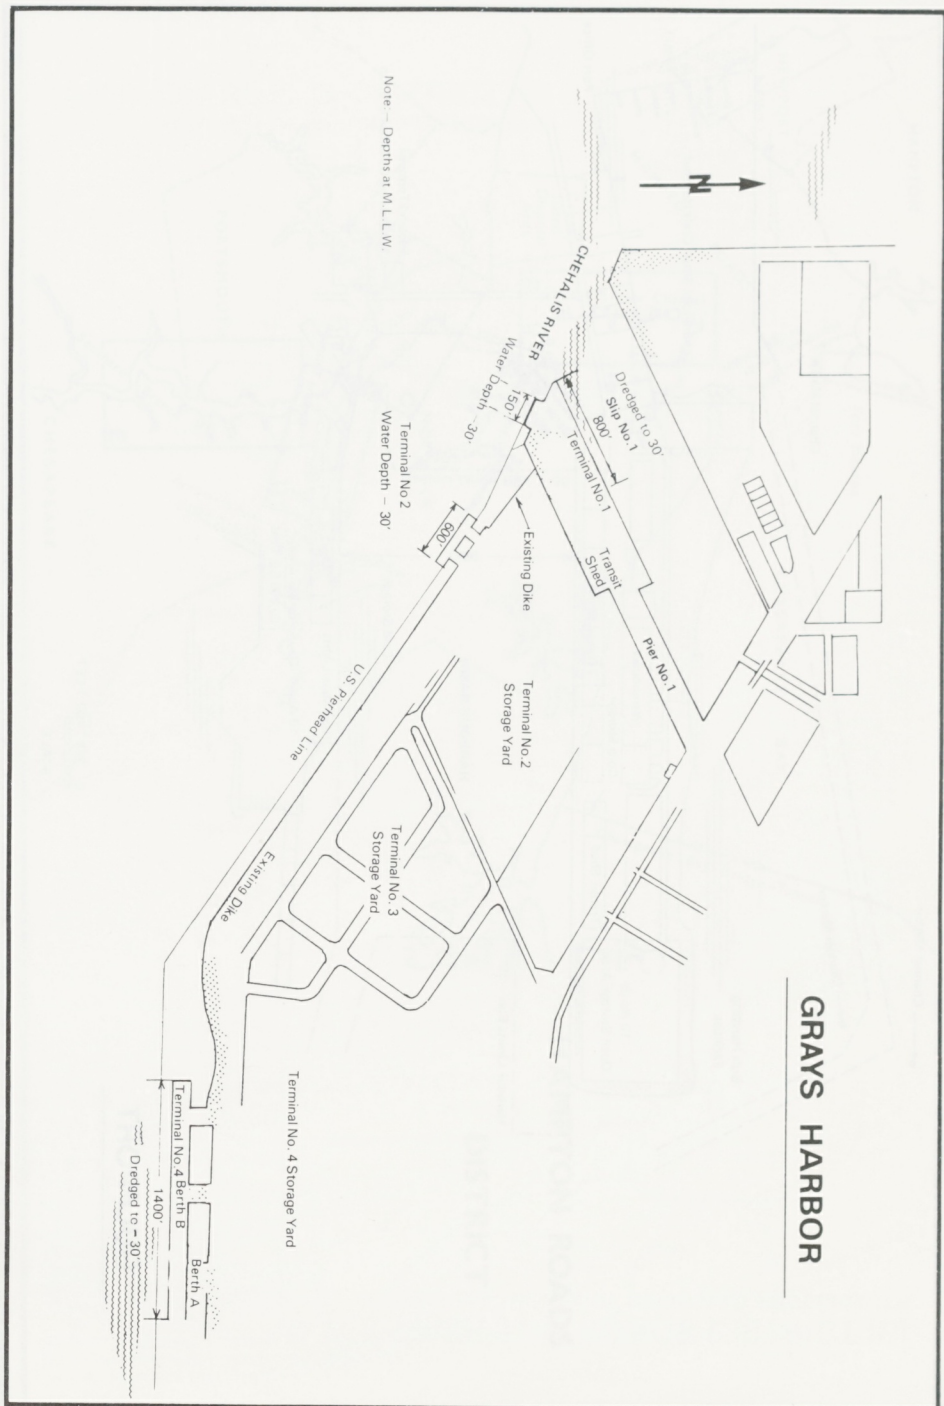 GRAYS HARBOR
N
Note – Depths at M.L.L.W.
CHEHALIS RIVER
Dredged to 30'
Slip No.1
800'
Terminal No.1
Water Depth – 30'
Transit
Shed
Pier No.1
Existing Dike
Terminal No 2
Water Depth – 30'
600'
Terminal No.2
Storage Yard
U.S. Pierhead Line
Terminal No. 3
Storage Yard
Existing Dike
Terminal No. 4 Storage Yard
Terminal No.4
Berth B
Berth A
1400'
Dredged to – 30'